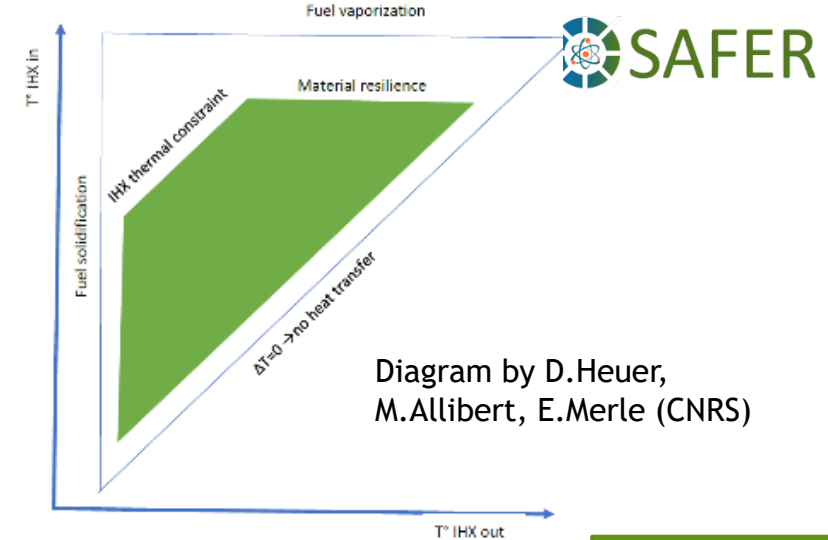 Fuel vaporization
SAFER
T° IHX in
Material resilience
IHX thermal constraint
Fuel solidification
ΔT=0 →no heat transfer
Diagram by D.Heuer,
M.Allibert, E.Merle (CNRS)
T° IHX out